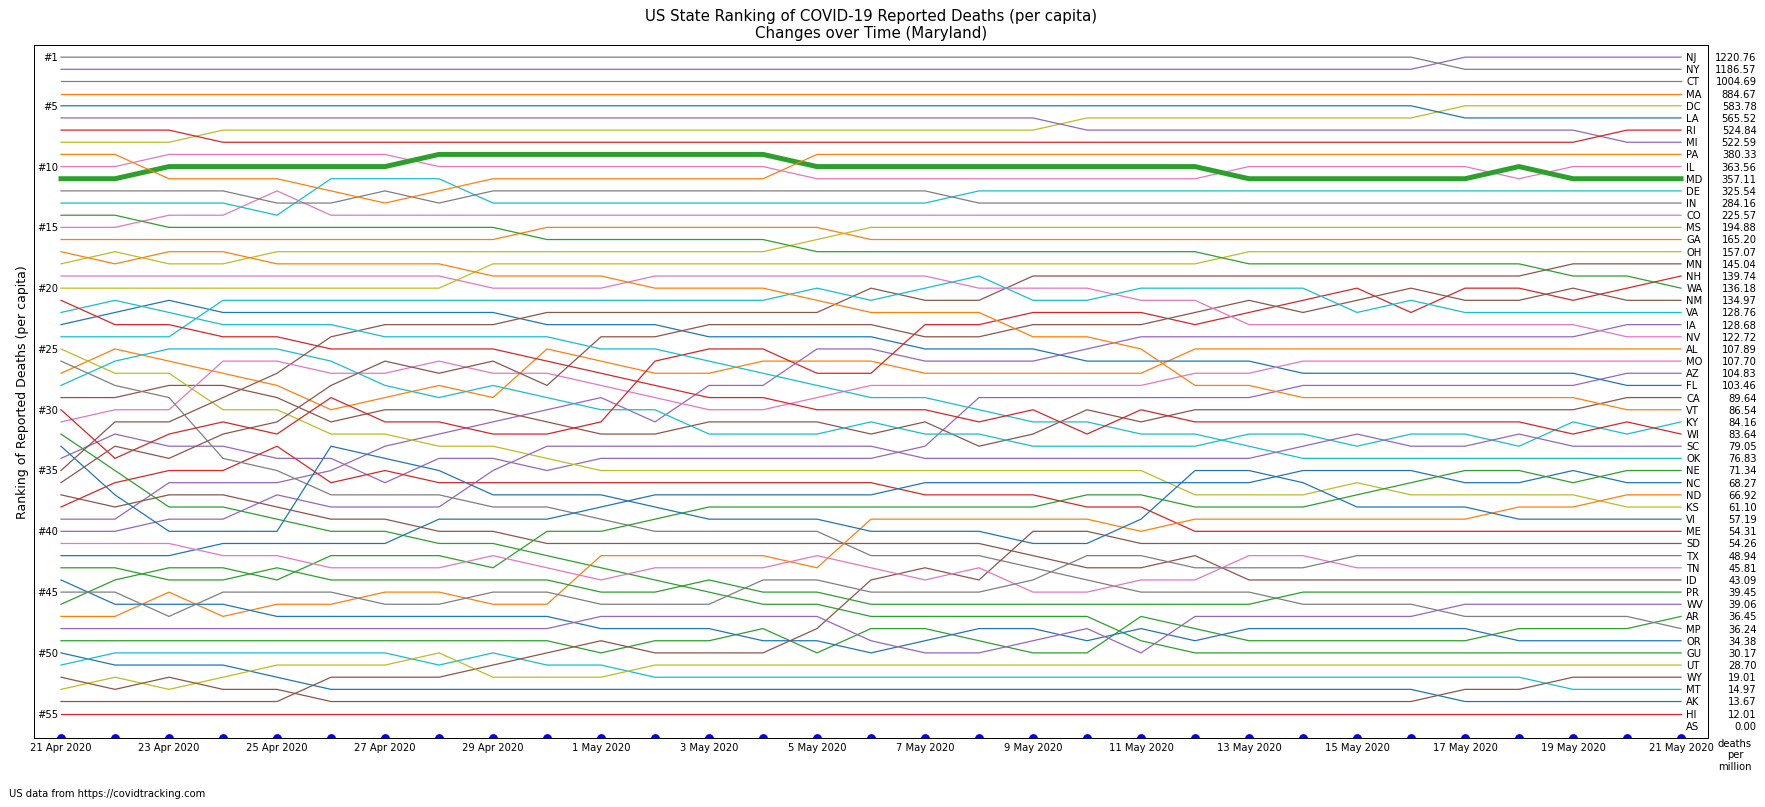 US State Ranking of COVID-19 Reported Deaths (per capita)
Changes over Time (Maryland)
Ranking of Reported Deaths (per capita)
#1
#5
#10
#15
#20
#25
#30
#35
#40
#45
#50
#55
NJ 1220.76
NY 1186.57
CT 1004.69
MA 884.67
DC 583.78
LA 565.52
RI 524.84
MI 522.59
PA 380.33
IL 363.56
MD 357.11
DE 325.54
IN 284.16
CO 225.57
MS 194.88
GA 165.20
OH 157.07
MN 145.04
NH 139.74
WA 136.18
NM 134.97
VA 128.76
IA 128.68
NV 122.72
AL 107.89
MO 107.70
AZ 104.83
FL 103.46
CA 89.64
VT 86.54
KY 84.16
WI 83.64
SC 79.05
OK 76.83
NE 71.34
NC 68.27
ND 66.92
KS 61.10
VI 57.19
ME 54.31
SD 54.26
TX 48.94
TN 45.81
ID 43.09
PR 39.45
WV 39.06
AR 36.45
MP 36.24
OR 34.38
GU 30.17
UT 28.70
WY 19.01
MT 14.97
AK 13.67
HI 12.01
AS 0.00
21 Apr 2020 23 Apr 2020 25 Apr 2020 27 Apr 2020 29 Apr 2020 1 May 2020 3 May 2020 5 May 2020 7 May 2020 9 May 2020 11 May 2020 13 May 2020 15 May 2020 17 May 2020 19 May 2020 21 May 2020
deaths
per
million
US data from https://covidtracking.com